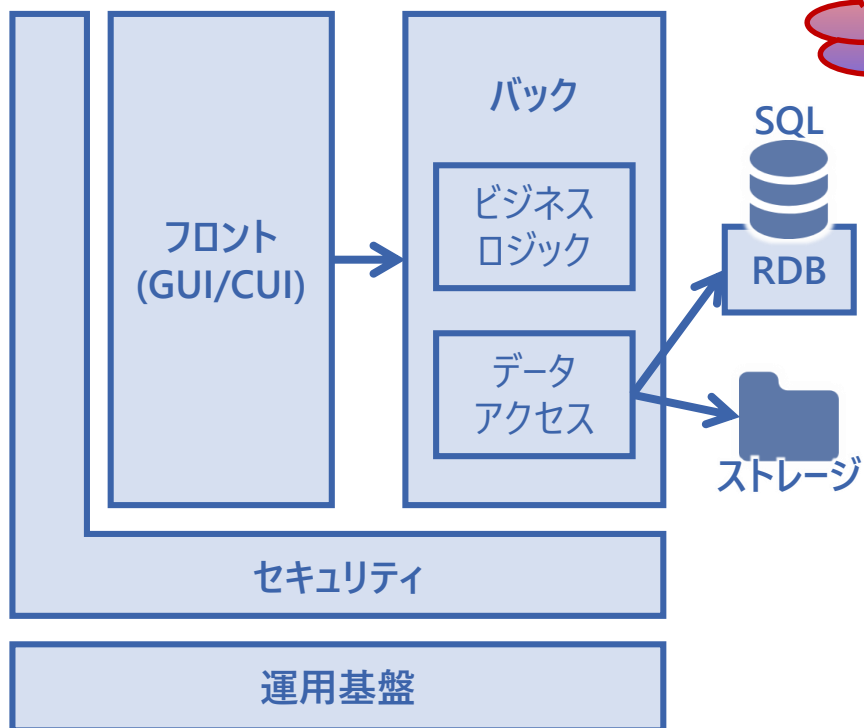 フロント
(GUI/CUI)
バック
ビジネス
ロジック
データ
アクセス
SQL
RDB
ストレージ
セキュリティ
運用基盤